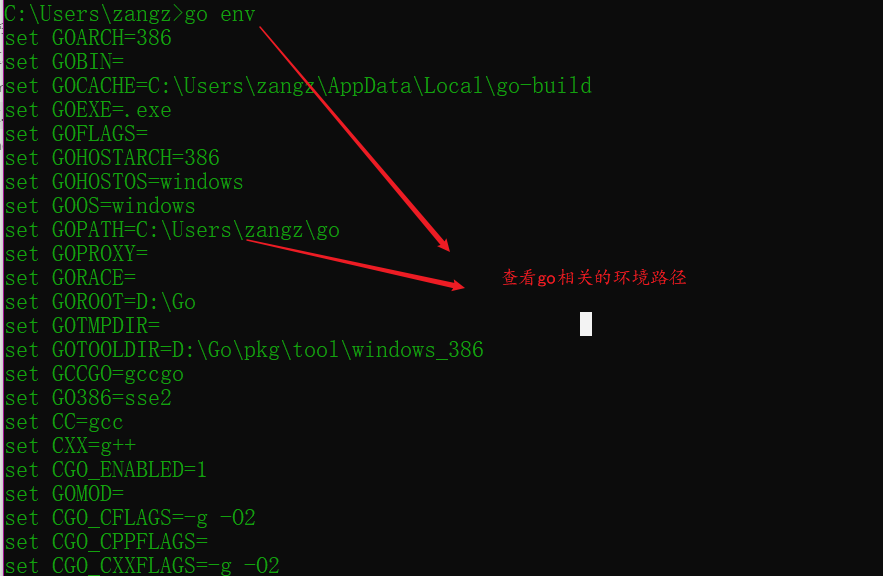 C:\Users\zangz>go env
set GOARCH=386
set GOBIN=
set GOCACHE=C:\Users\zangz\AppData\Local\go-build
set GOEXE=.exe
set GOFLAGS=
set GOHOSTARCH=386
set GOHOSTOS=windows
set GOOS=windows
set GOPATH=C:\Users\zangz\go
set GOPROXY=
set GORACE=
查看go相关的环境路径
set GOROOT=D:\Go
set GOTMPDIR=
set GOTOOLDIR=D:\Go\pkg\tool\windows_386
set GCCGO=gccgo
set GO386=sse2
set CC=gcc
set CXX=g++
set CGO_ENABLED=1
set GOMOD=
set CGO_CFLAGS=-g -O2
set CGO_CPPFLAGS=
set CGO_CXXFLAGS=-g -O2